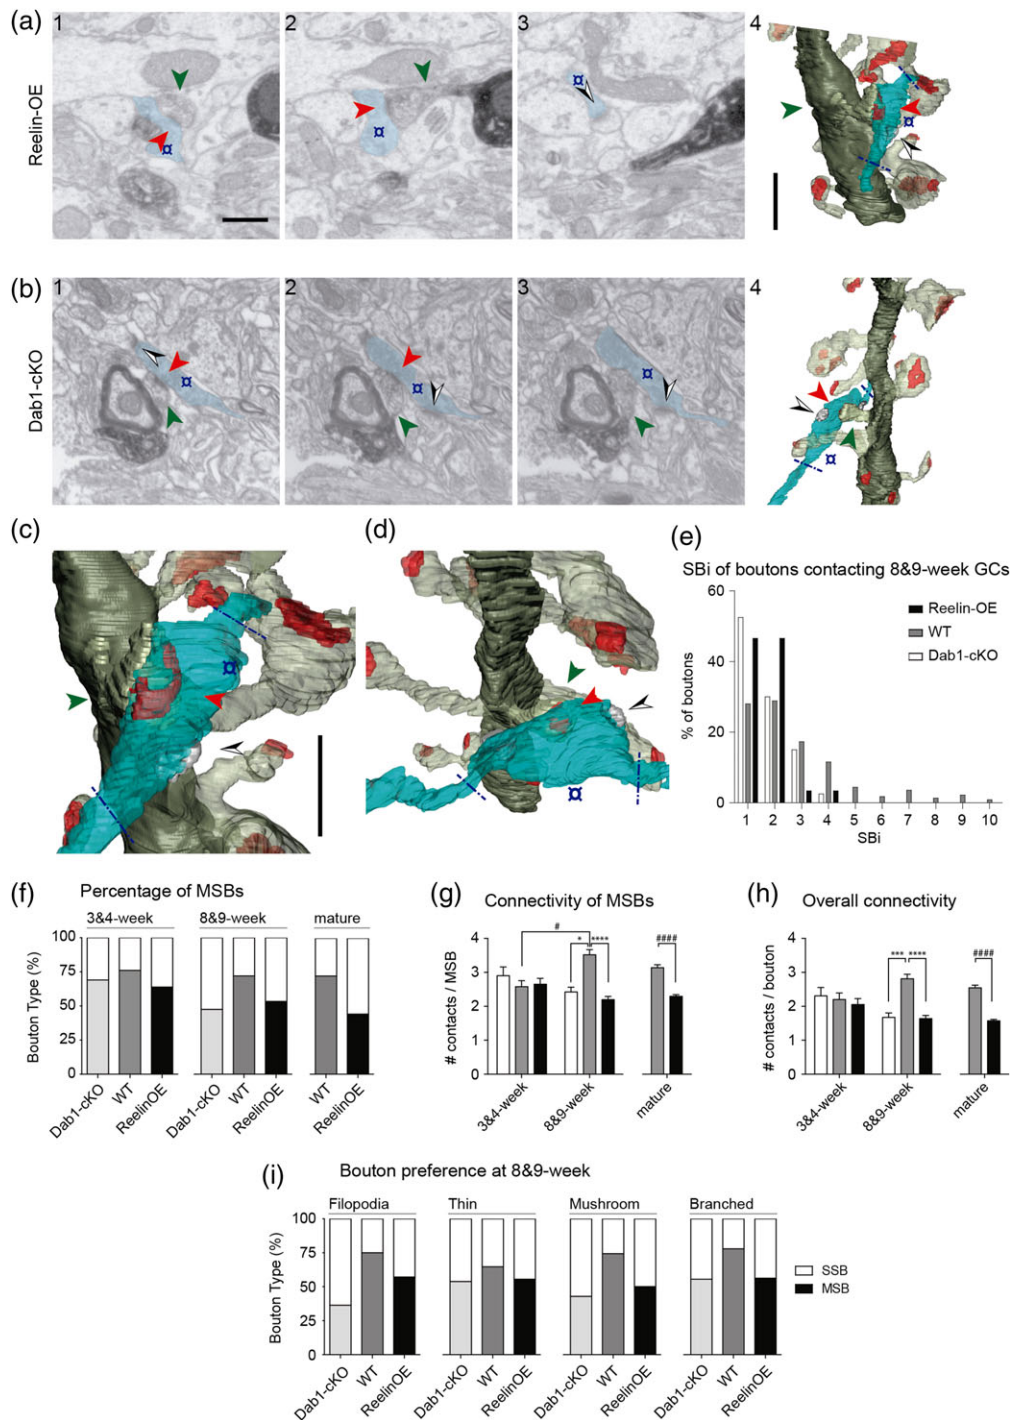 (a)
Reelin-OE
1
2
3
4
(b)
Dab1-cKO
1
2
3
4
(c)
(d)
(e)
SBi of boutons contacting 8&9-week GCs
% of boutons
60
40
20
0
Reelin-OE
WT
Dab1-cKO
1 2 3 4 5 6 7 8 9 10
SBi
(f)
Percentage of MSBs
3&4-week 8&9-week mature
Bouton Type (%)
100
75
50
25
0
Dab1-cKO WT ReelinOE Dab1-cKO WT ReelinOE WT ReelinOE
(g)
Connectivity of MSBs
# contacts / MSB
4
3
2
1
0
#
* ****
####
3&4-week 8&9-week mature
(h)
Overall connectivity
# contacts / bouton
4
3
2
1
0
*** ****
####
3&4-week 8&9-week mature
(i)
Bouton preference at 8&9-week
Filopodia Thin Mushroom Branched
Bouton Type (%)
100
75
50
25
0
SSB
MSB
Dab1-cKO WT ReelinOE Dab1-cKO WT ReelinOE Dab1-cKO WT ReelinOE Dab1-cKO WT ReelinOE